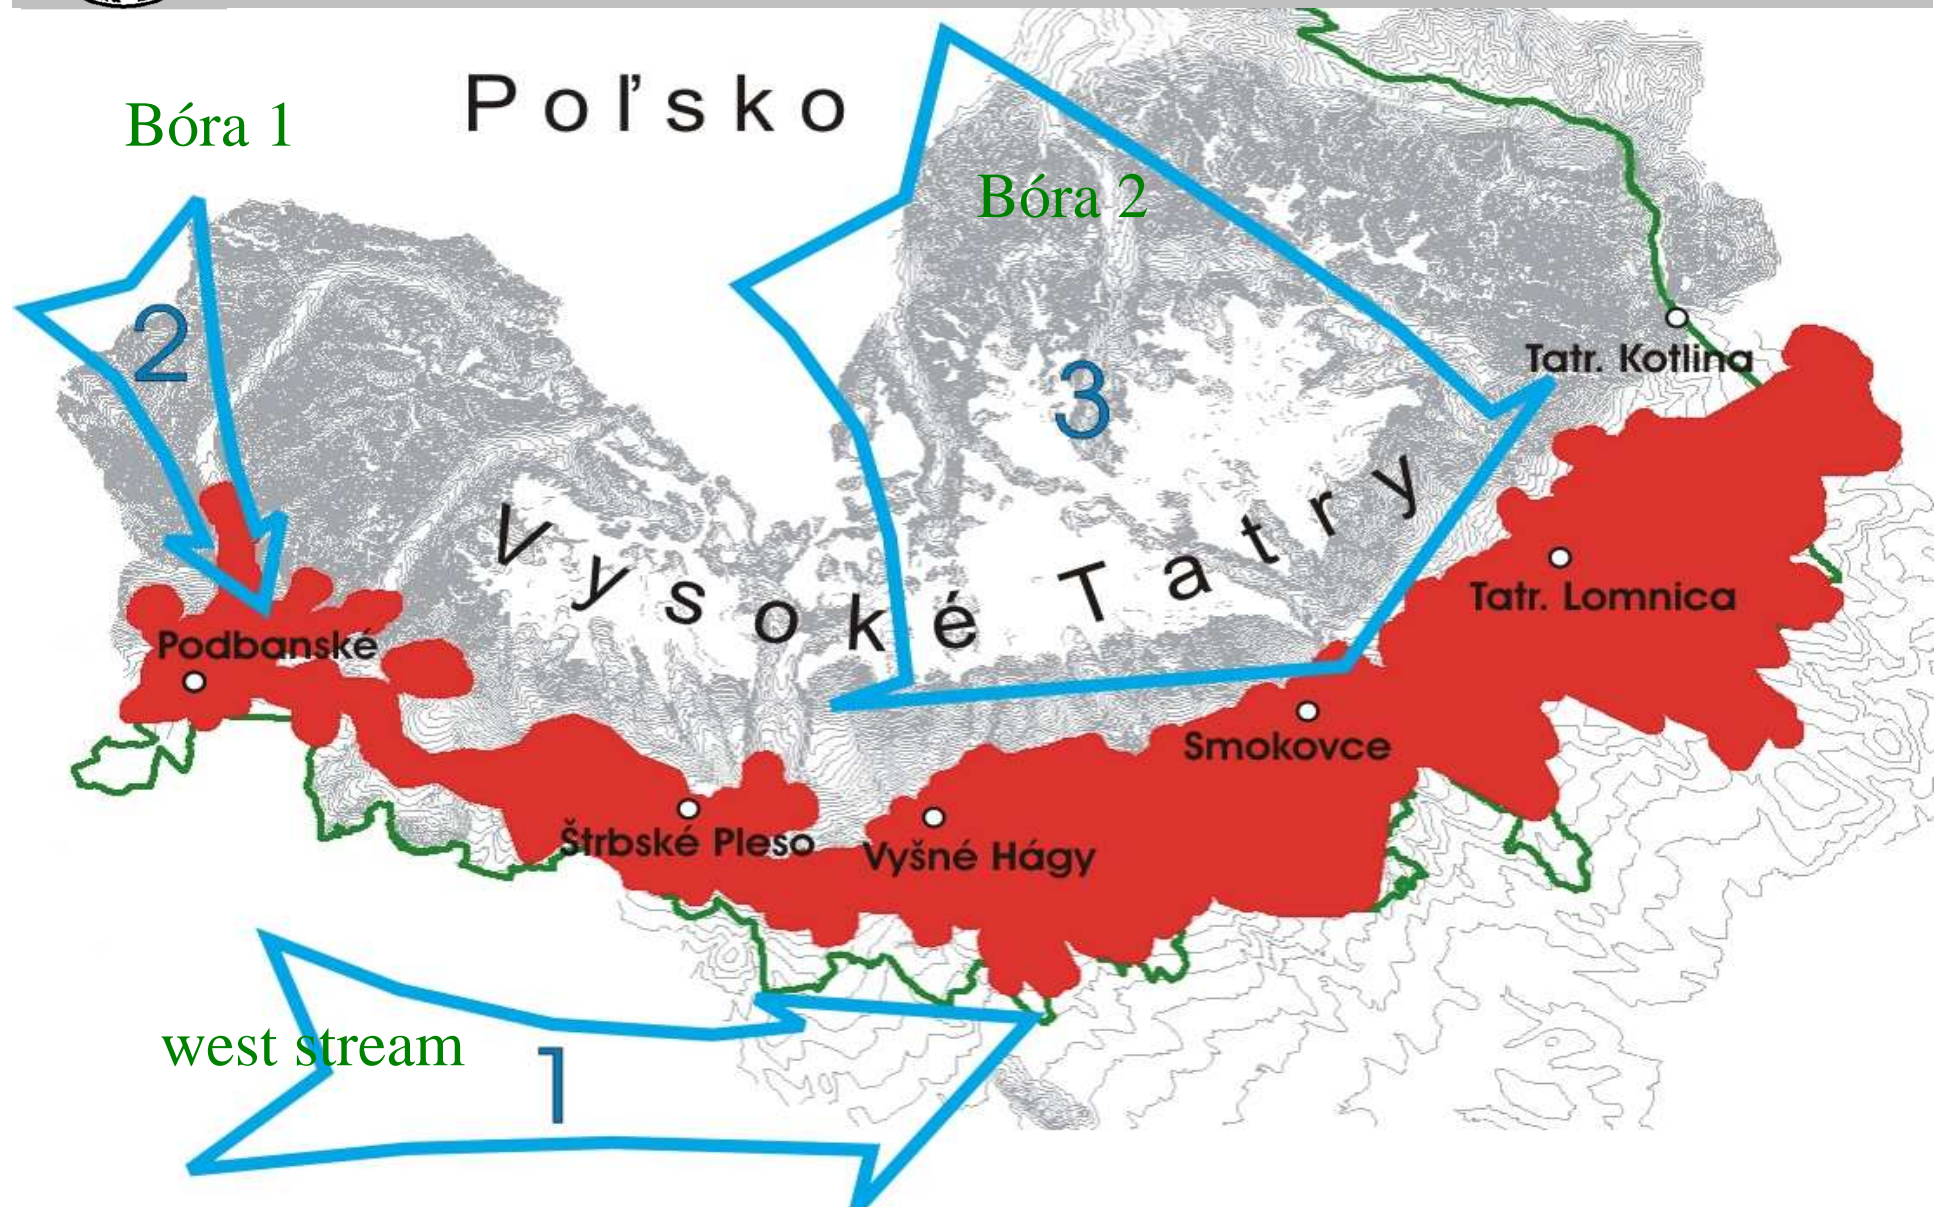 Poľsko
Bóra 1
Bóra 2
2
3
Tatr. Kotlina
Vysoké Tatry
Tatr. Lomnica
Podbanské
Smokovce
Štrbské Pleso
Vyšné Hágy
west stream
1